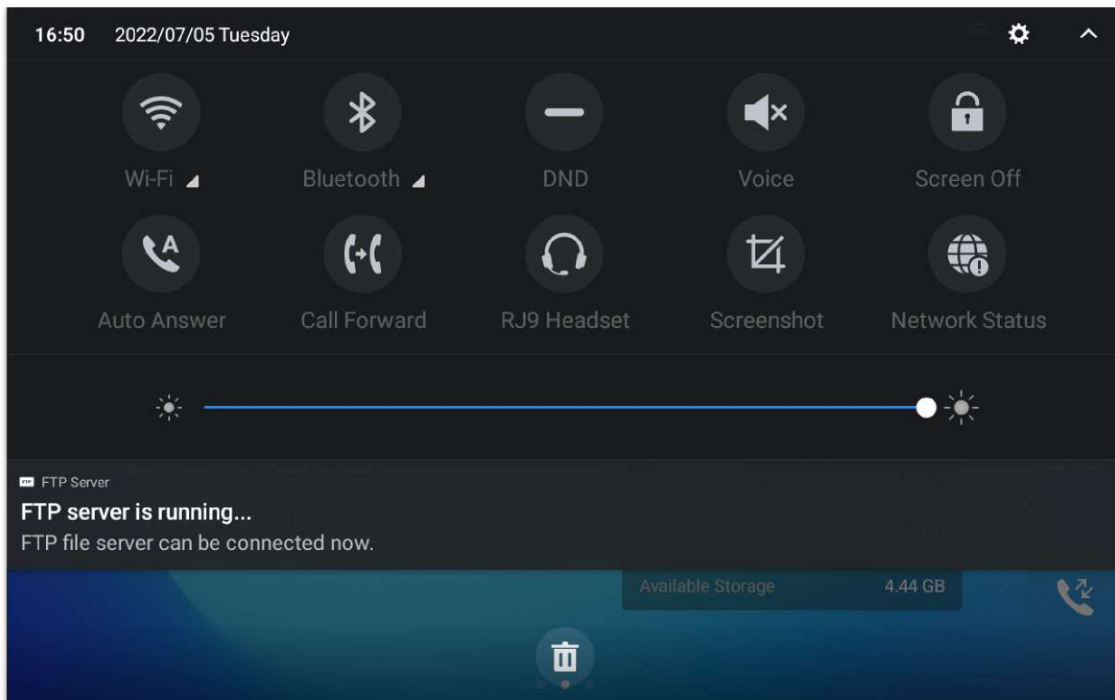 16:50 2022/07/05 Tuesday
Wi-Fi Bluetooth DND Voice Screen Off
A
Auto Answer Call Forward RJ9 Headset Screenshot Network Status
FTP Server
FTP server is running...
FTP file server can be connected now.
Available Storage 4.44 GB